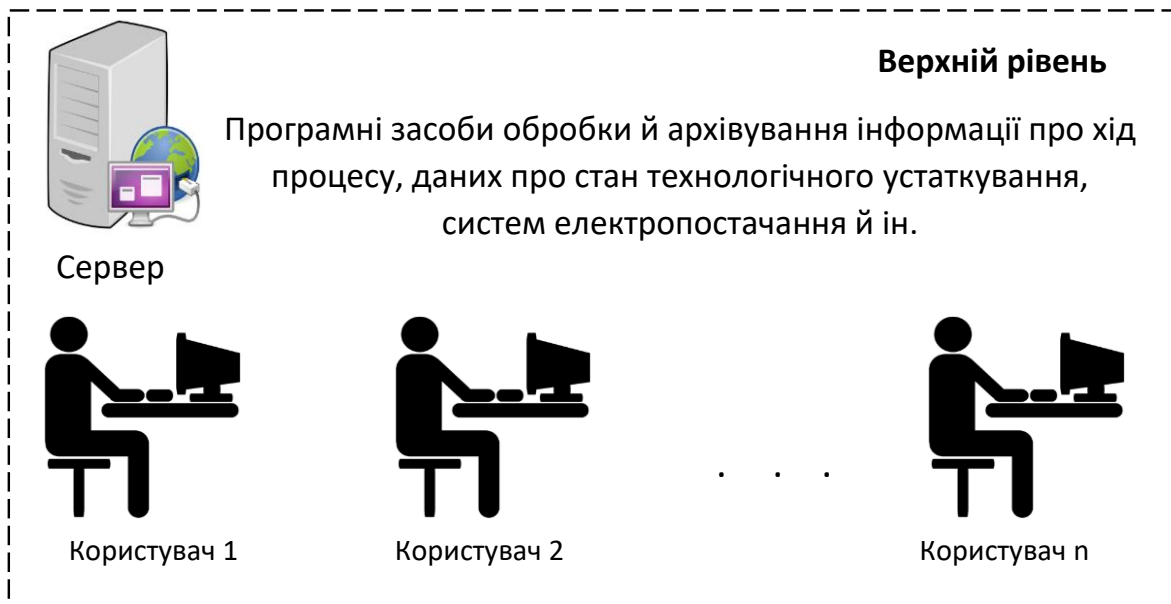 Верхній рівень
Програмні засоби обробки й архівування інформації про хід
процесу, даних про стан технологічного устаткування,
систем електропостачання й ін.
Сервер
. . .
Користувач 1 Користувач 2 Користувач n